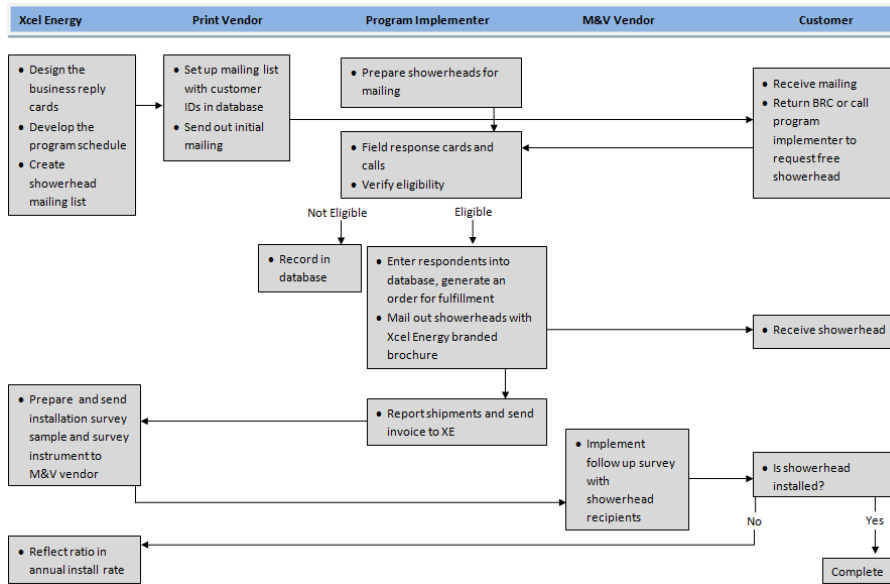 Xcel Energy
Print Vendor
Program Implementer
M&V Vendor
Customer
• Design the
business reply
cards
• Develop the
program schedule
• Create
showerhead
mailing list
• Set up mailing list
with customer
IDs in database
• Send out initial
mailing
• Prepare showerheads for
mailing
• Receive mailing
• Return BRC or call
program
implementer to
request free
showerhead
• Field response cards and
calls
• Verify eligibility
Not Eligible
Eligible
• Record in
database
• Enter respondents into
database, generate an
order for fulfillment
• Mail out showerheads with
Xcel Energy branded
brochure
• Receive showerhead
• Prepare and send
installation survey
sample and survey
instrument to
M&V vendor
• Report shipments and send
invoice to XE
• Implement
follow up survey
with
showerhead
recipients
• Is showerhead
installed?
No
Yes
• Reflect ratio in
annual install rate
Complete